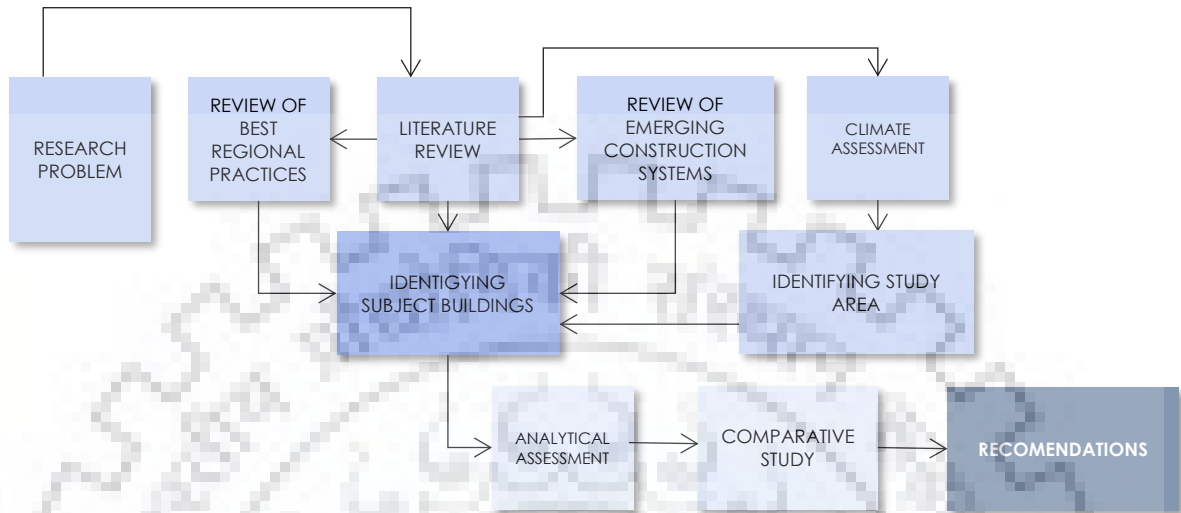 RESEARCH
PROBLEM
REVIEW OF
BEST
REGIONAL
PRACTICES
LITERATURE
REVIEW
REVIEW OF
EMERGING
CONSTRUCTION
SYSTEMS
CLIMATE
ASSESSMENT
IDENTIGYING
SUBJECT BUILDINGS
IDENTIFYING STUDY
AREA
ANALYTICAL
ASSESSMENT
COMPARATIVE
STUDY
RECOMENDATIONS